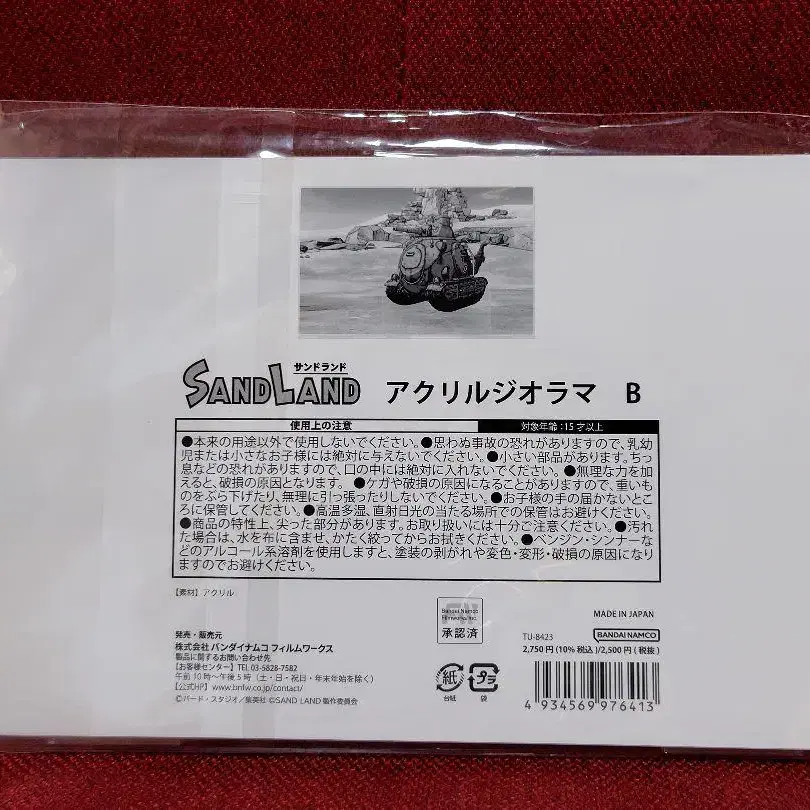 サンドランド
SANDLAND アクリルジオラマ B
使用上の注意 対象年齢:15才以上
●本来の用途以外で使用しないでください。●思わぬ事故の恐れがありますので、乳幼
児または小さなお子様には絶対に与えないでください。●小さい部品があります。ちっ
息などの恐れがありますので、口の中には絶対に入れないでください。●無理な力を加
えると、破損の原因となります。●ケガや破損の原因になることがありますので、重いも
のをぶら下げたり、無理に引っ張ったりしないでください。●お子様の手の届かないとこ
ろに保管してください。●高温多湿、直射日光の当たる場所での保管はお避けください。
●商品の特性上、尖った部分があります。お取り扱いには十分ご注意ください。●汚れ
た場合は、水を布に含ませ、かたく絞ってからお拭きください。●ベンジン・シンナーな
どのアルコール系溶剤を使用しますと、塗装の剥がれや変色・変形・破損の原因になり
ますのでお避けください。
【素材】アクリル
発売・販売元
株式会社 バンダイナムコ フィルムワークス
製品に関するお問い合わせ先
【お客様センター】TEL 03-5828-7582
午前10時〜午後5時(土・日・祝日・年末年始を除く)
【公式HP】www.bnfw.co.jp/contact/
©バード・スタジオ/集英社 ©SAND LAND 製作委員会
Bandai Namco
Filmworks Inc.
承認済
紙
台紙
プラ
袋
MADE IN JAPAN
TU-8423 BANDAI NAMCO
2,750円(10%税込)/2,500円(税抜)
4 934569 976413